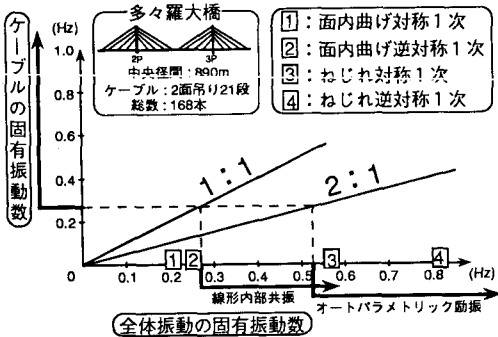 (Hz)
1.0
0.8
0.6
0.4
0.2
0
ケーブルの固有振動数
多々羅大橋
2P
3P
中央径間：890m
ケーブル：2面吊り21段
総数：168本
1：面内曲げ対称１次
2：面内曲げ逆対称１次
3：ねじれ対称１次
4：ねじれ逆対称１次
1：1
2：1
1
2
3
4
(Hz)
0.1
0.2
0.3
0.4
0.5
0.6
0.7
0.8
(Hz)
線形内部共振
オートパラメトリック励振
全体振動の固有振動数